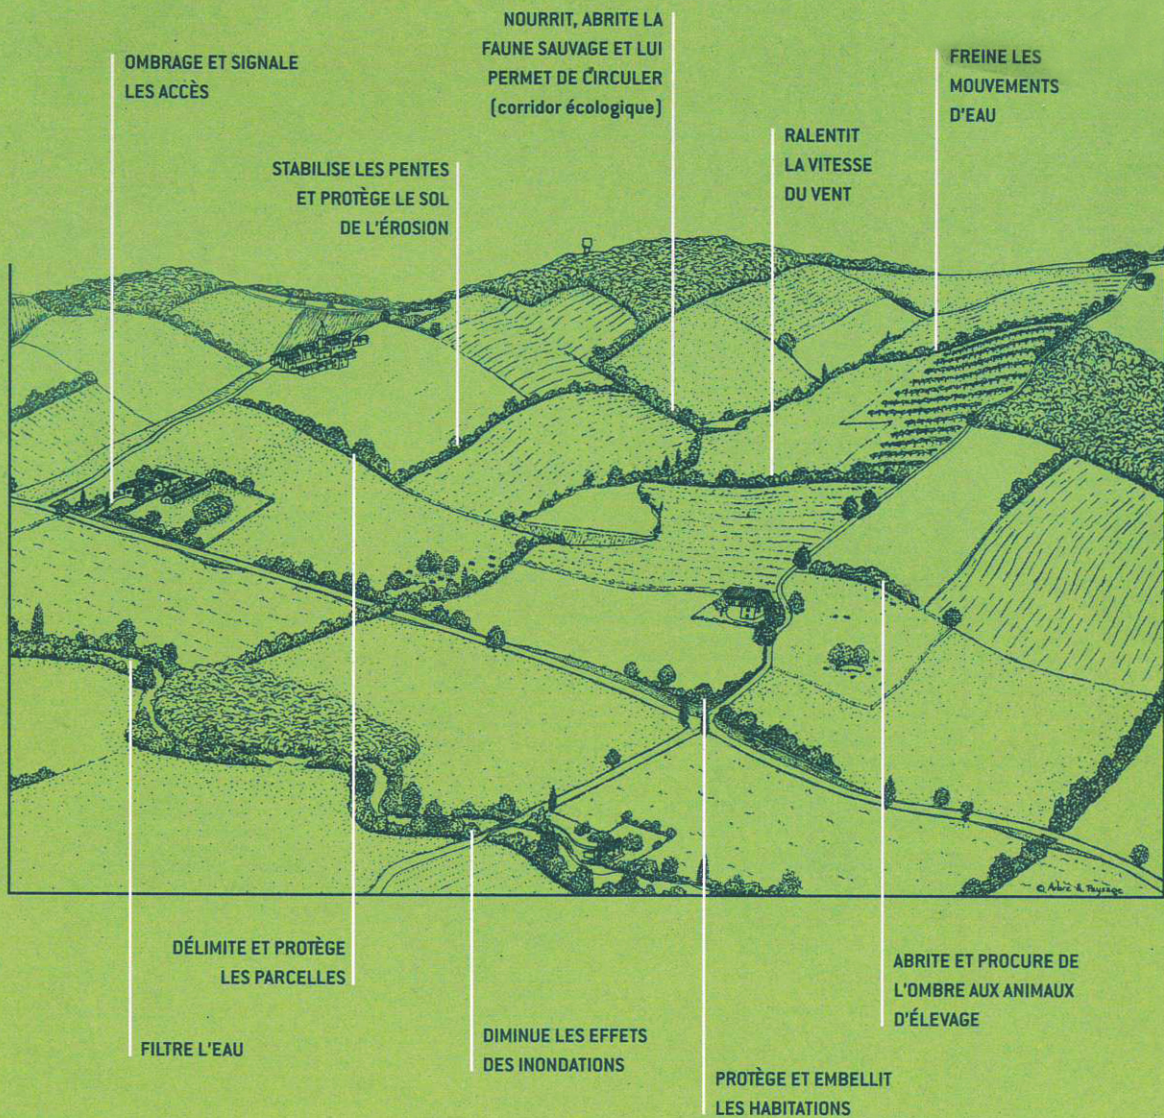 NOURRIT, ABRITE LA
FAUNE SAUVAGE ET LUI
PERMET DE CIRCULER
(corridor écologique)
OMBRAGE ET SIGNALE
LES ACCÈS
FREINE LES
MOUVEMENTS
D'EAU
RALENTIT
LA VITESSE
DU VENT
STABILISE LES PENTES
ET PROTÈGE LE SOL
DE L'ÉROSION
© Arbre & Paysage
DÉLIMITE ET PROTÈGE
LES PARCELLES
ABRITE ET PROCURE DE
L'OMBRE AUX ANIMAUX
D'ÉLEVAGE
FILTRE L'EAU
DIMINUE LES EFFETS
DES INONDATIONS
PROTÈGE ET EMBELLIT
LES HABITATIONS